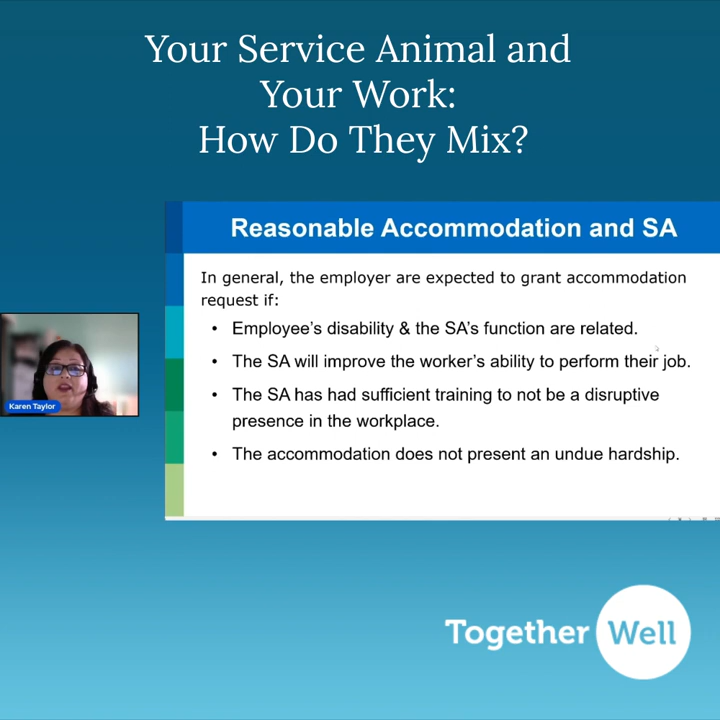 Your Service Animal and
Your Work:
How Do They Mix?
Reasonable Accommodation and SA
In general, the employer are expected to grant accommodation
request if:
• Employee's disability & the SA's function are related.
• The SA will improve the worker's ability to perform their job.
• The SA has had sufficient training to not be a disruptive
presence in the workplace.
• The accommodation does not present an undue hardship.
Karen Taylor
Together Well